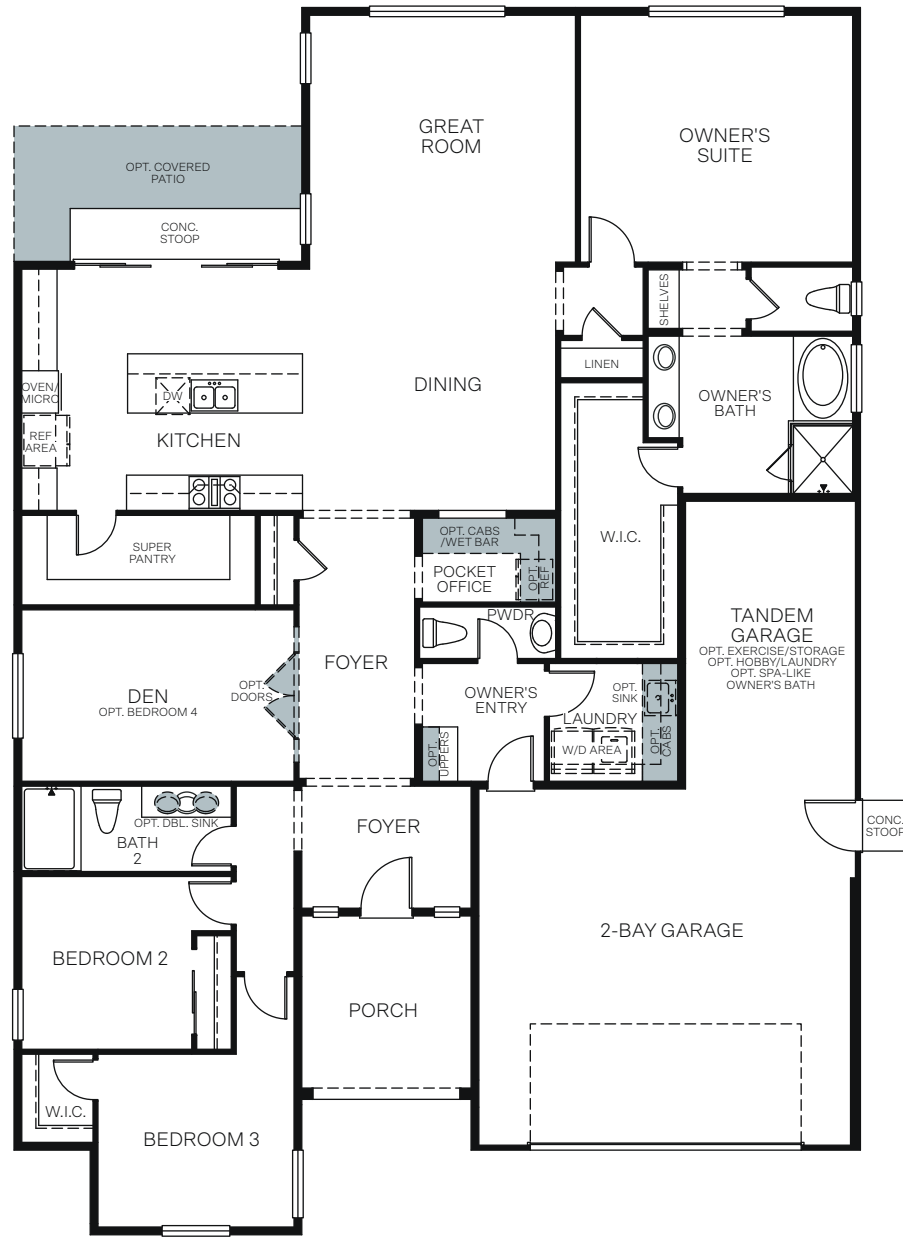 GREAT
ROOM
OWNER'S
SUITE
OPT. COVERED
PATIO
CONC.
STOOP
SHELVES
LINEN
OVEN/
MICRO
DW
DINING
OWNER'S
BATH
REF
AREA
KITCHEN
SUPER
PANTRY
OPT. CABS
/WET BAR
POCKET
OFFICE
OPT.
REF
W.I.C.
PWDR
TANDEM
GARAGE
OPT. EXERCISE/STORAGE
OPT. HOBBY/LAUNDRY
OPT. SPA-LIKE
OWNER'S BATH
DEN
OPT. BEDROOM 4
OPT.
DOORS
FOYER
OWNER'S
ENTRY
OPT.
UPPERS
OPT.
SINK
LAUNDRY
W/D AREA
OPT.
CABS
OPT. DBL. SINK
BATH
2
FOYER
CONC.
STOOP
BEDROOM 2
2-BAY GARAGE
PORCH
W.I.C.
BEDROOM 3